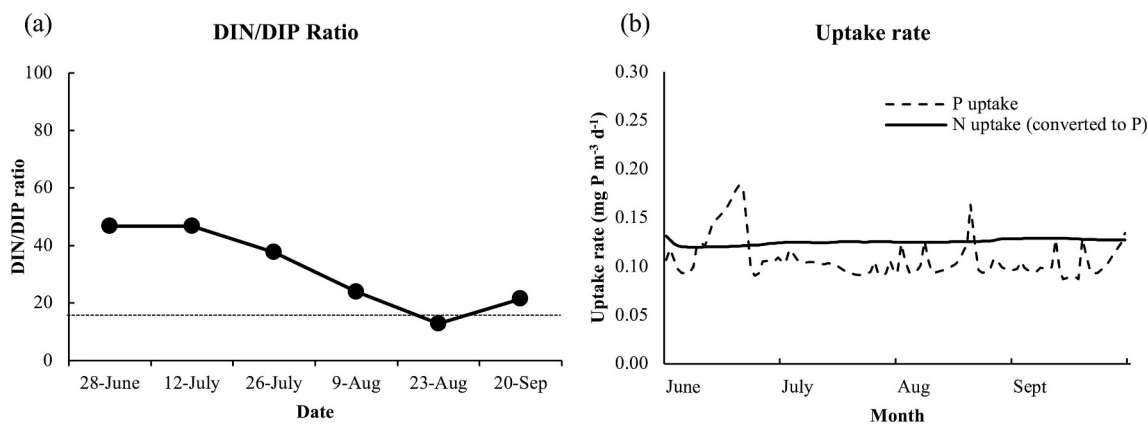 (a)
DIN/DIP Ratio
100
80
60
40
20
0
DIN/DIP ratio
28-June 12-July 26-July 9-Aug 23-Aug 20-Sep
Date
(b)
Uptake rate
0.30
0.25
0.20
0.15
0.10
0.05
0.00
Uptake rate (mg P m⁻³ d⁻¹)
P uptake
N uptake (converted to P)
June July Aug Sept
Month